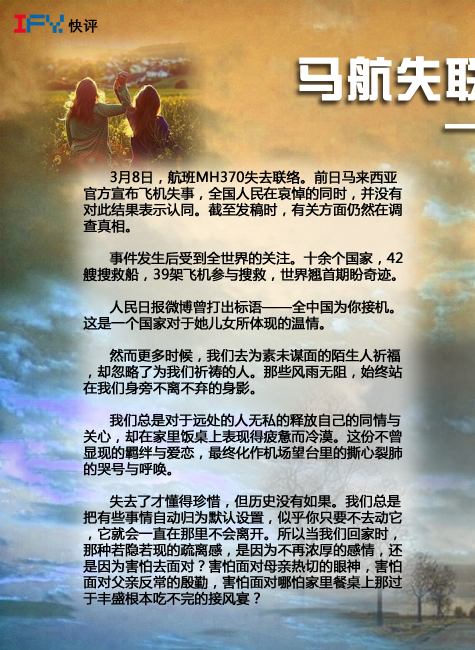 IFY. 快评
马航失联
—
3月8日，航班MH370失去联络。前日马来西亚
官方宣布飞机失事，全国人民在哀悼的同时，并没有
对此结果表示认同。截至发稿时，有关方面仍然在调
查真相。
事件发生后受到全世界的关注。十余个国家，42
艘搜救船，39架飞机参与搜救，世界翘首期盼奇迹。
人民日报微博曾打出标语——全中国为你接机。
这是一个国家对于她儿女所体现的温情。
然而更多时候，我们去为素未谋面的陌生人祈福
，却忽略了为我们祈祷的人。那些风雨无阻，始终站
在我们身旁不离不弃的身影。
我们总是对于远处的人无私的释放自己的同情与
关心，却在家里饭桌上表现得疲惫而冷漠。这份不曾
显现的羁绊与爱恋，最终化作机场望台里的撕心裂肺
的哭号与呼唤。
失去了才懂得珍惜，但历史没有如果。我们总是
把有些事情自动归为默认设置，似乎你只要不去动它
，它就会一直在那里不会离开。所以当我们回家时，
那种若隐若现的疏离感，是因为不再浓厚的感情，还
是因为害怕去面对？害怕面对母亲热切的眼神，害怕
面对父亲反常的殷勤，害怕面对哪怕家里餐桌上那过
于丰盛根本吃不完的接风宴？